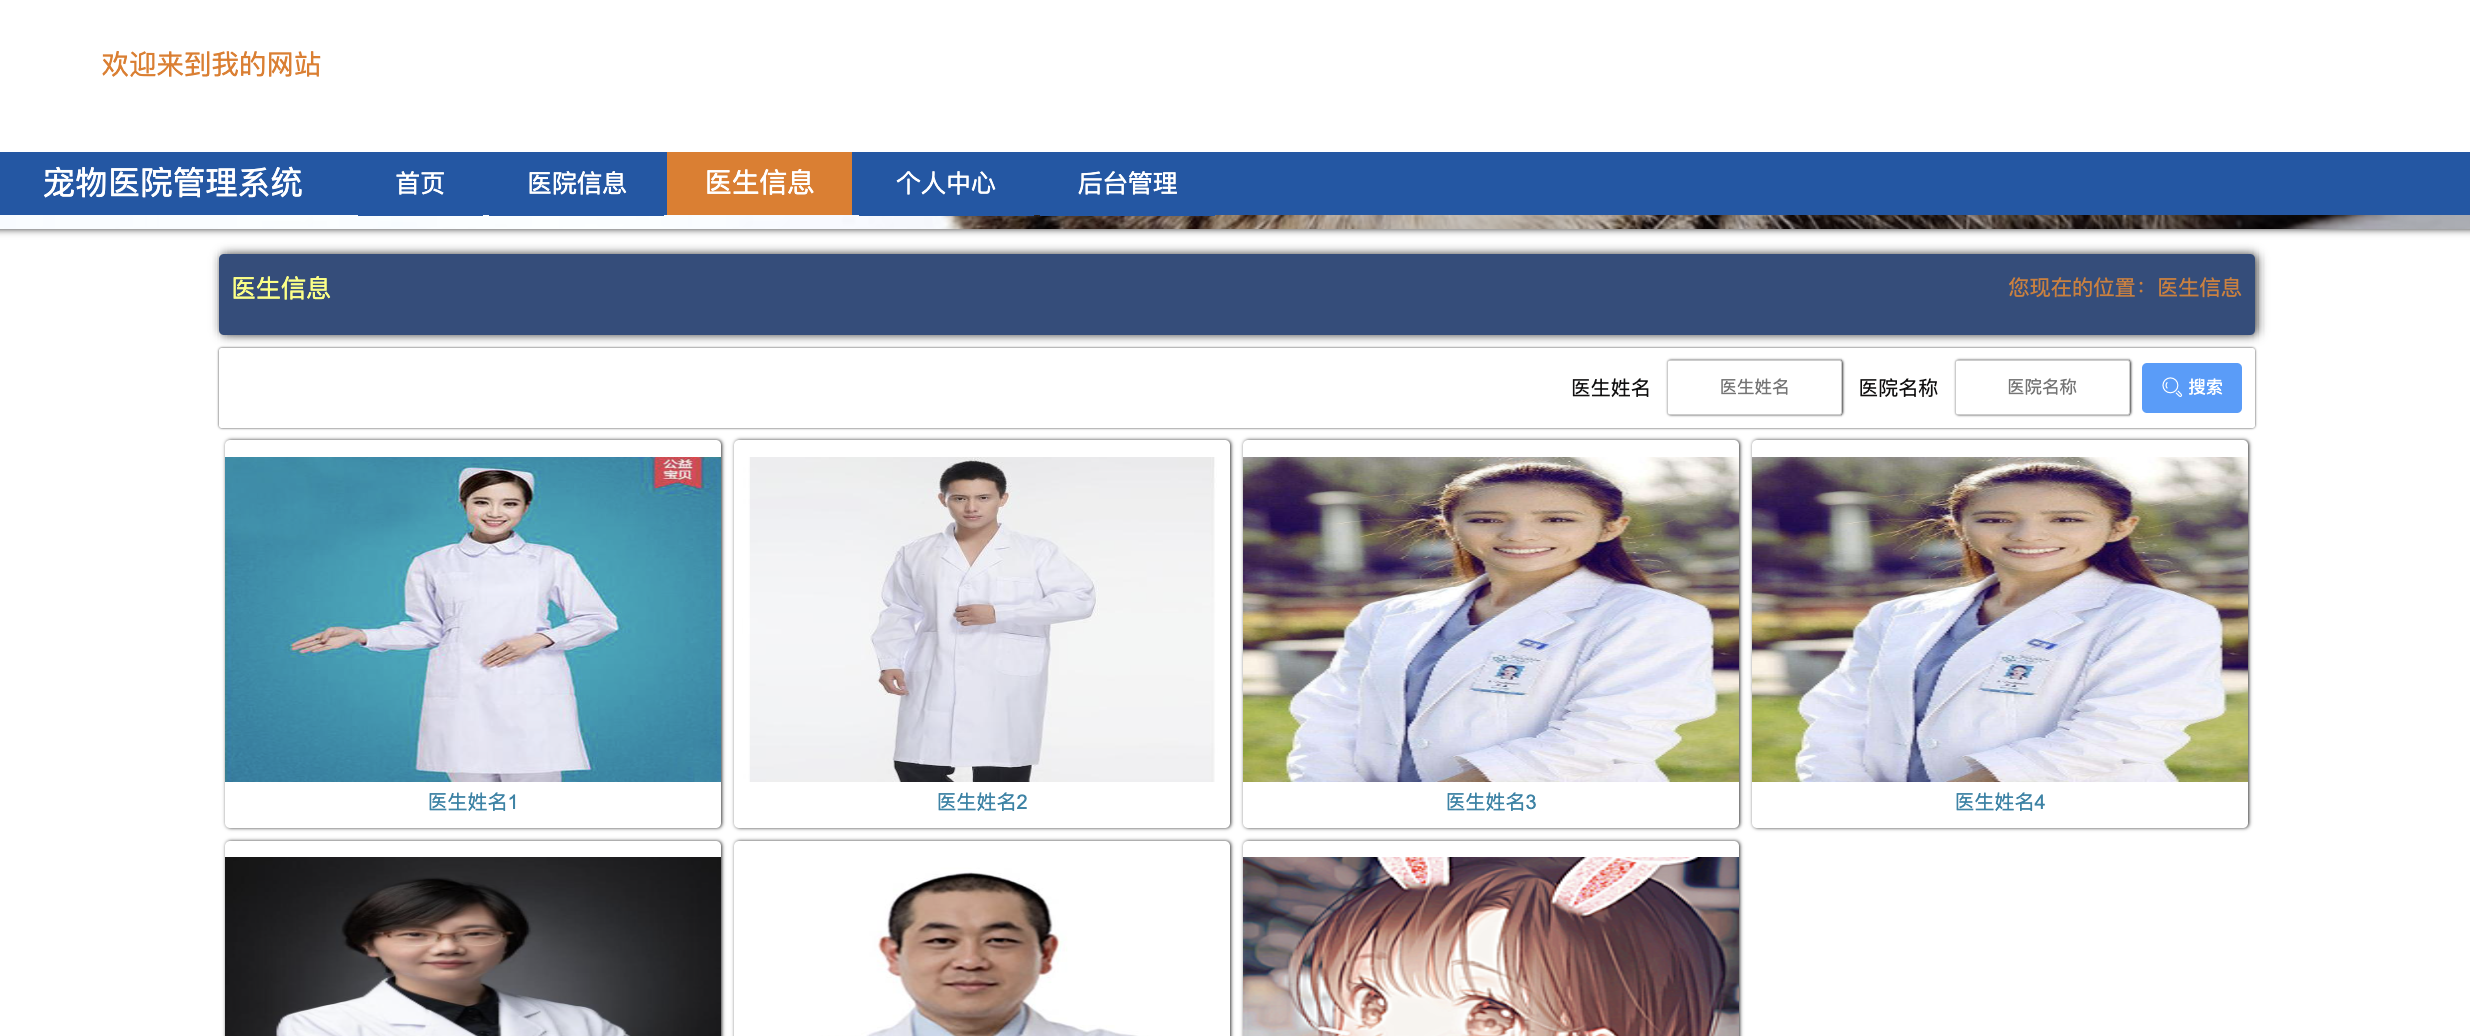 欢迎来到我的网站
宠物医院管理系统 首页 医院信息 医生信息 个人中心 后台管理
医生信息 您现在的位置：医生信息
医生姓名 医生姓名 医院名称 医院名称 搜索
公益
宝贝
医生姓名1 医生姓名2 医生姓名3 医生姓名4